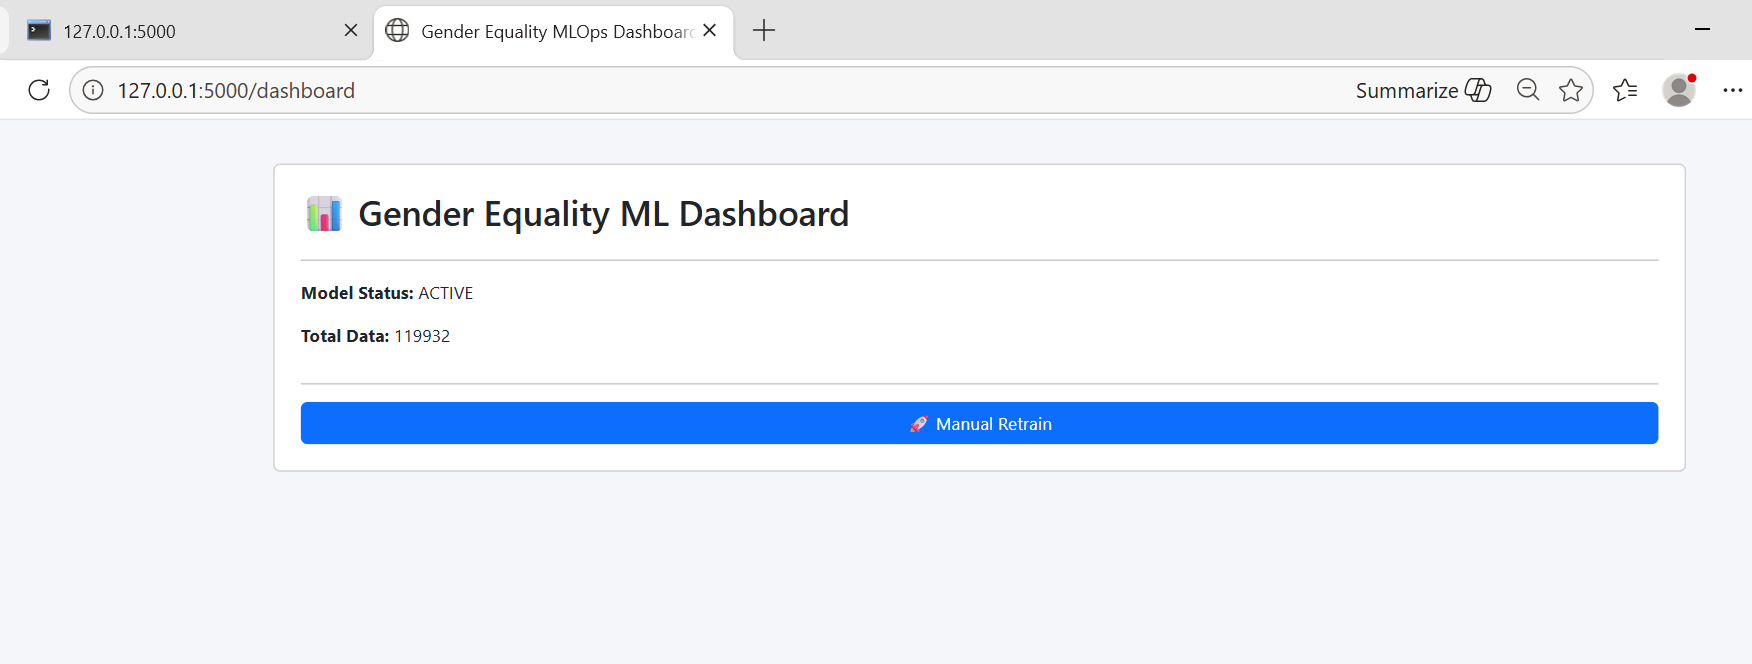 127.0.0.1:5000
Gender Equality MLOps Dashboard
127.0.0.1:5000/dashboard
Summarize
Gender Equality ML Dashboard
Model Status: ACTIVE
Total Data: 119932
🚀 Manual Retrain